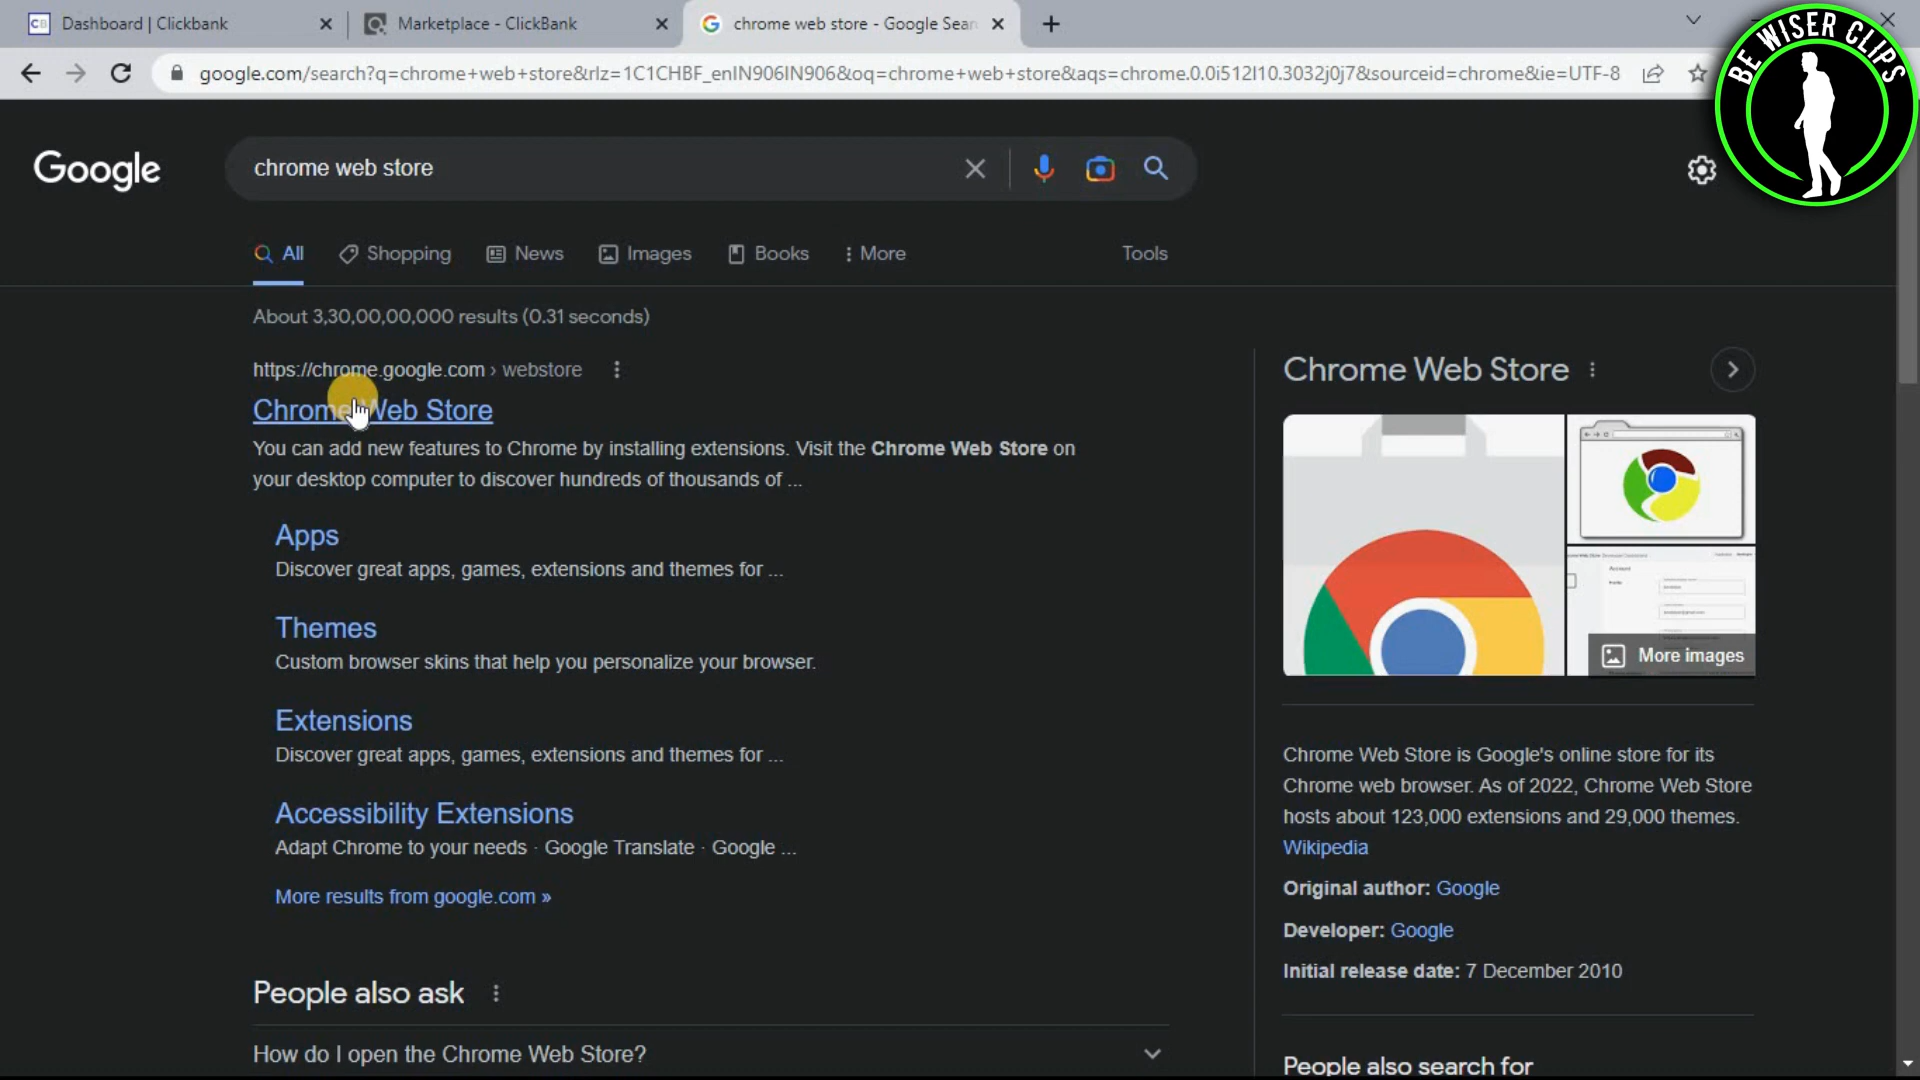 Dashboard | Clickbank
Marketplace - ClickBank
chrome web store - Google Sear
google.com/search?q=chrome+web+store&rlz=1C1CHBF_enIN906IN906&oq=chrome+web+store&aqs=chrome.0.0i512l10.3032j0j7&sourceid=chrome&ie=UTF-8
BE WISER CLIPS
Google
chrome web store
All
Shopping
News
Images
Books
More
Tools
About 3,30,00,00,000 results (0.31 seconds)
https://chrome.google.com › webstore
Chrome Web Store
You can add new features to Chrome by installing extensions. Visit the Chrome Web Store on
your desktop computer to discover hundreds of thousands of ...
Apps
Discover great apps, games, extensions and themes for ...
Themes
Custom browser skins that help you personalize your browser.
Extensions
Discover great apps, games, extensions and themes for ...
Accessibility Extensions
Adapt Chrome to your needs · Google Translate · Google ...
More results from google.com »
People also ask
How do I open the Chrome Web Store?
Chrome Web Store
More images
Chrome Web Store is Google's online store for its
Chrome web browser. As of 2022, Chrome Web Store
hosts about 123,000 extensions and 29,000 themes.
Wikipedia
Original author: Google
Developer: Google
Initial release date: 7 December 2010
People also search for